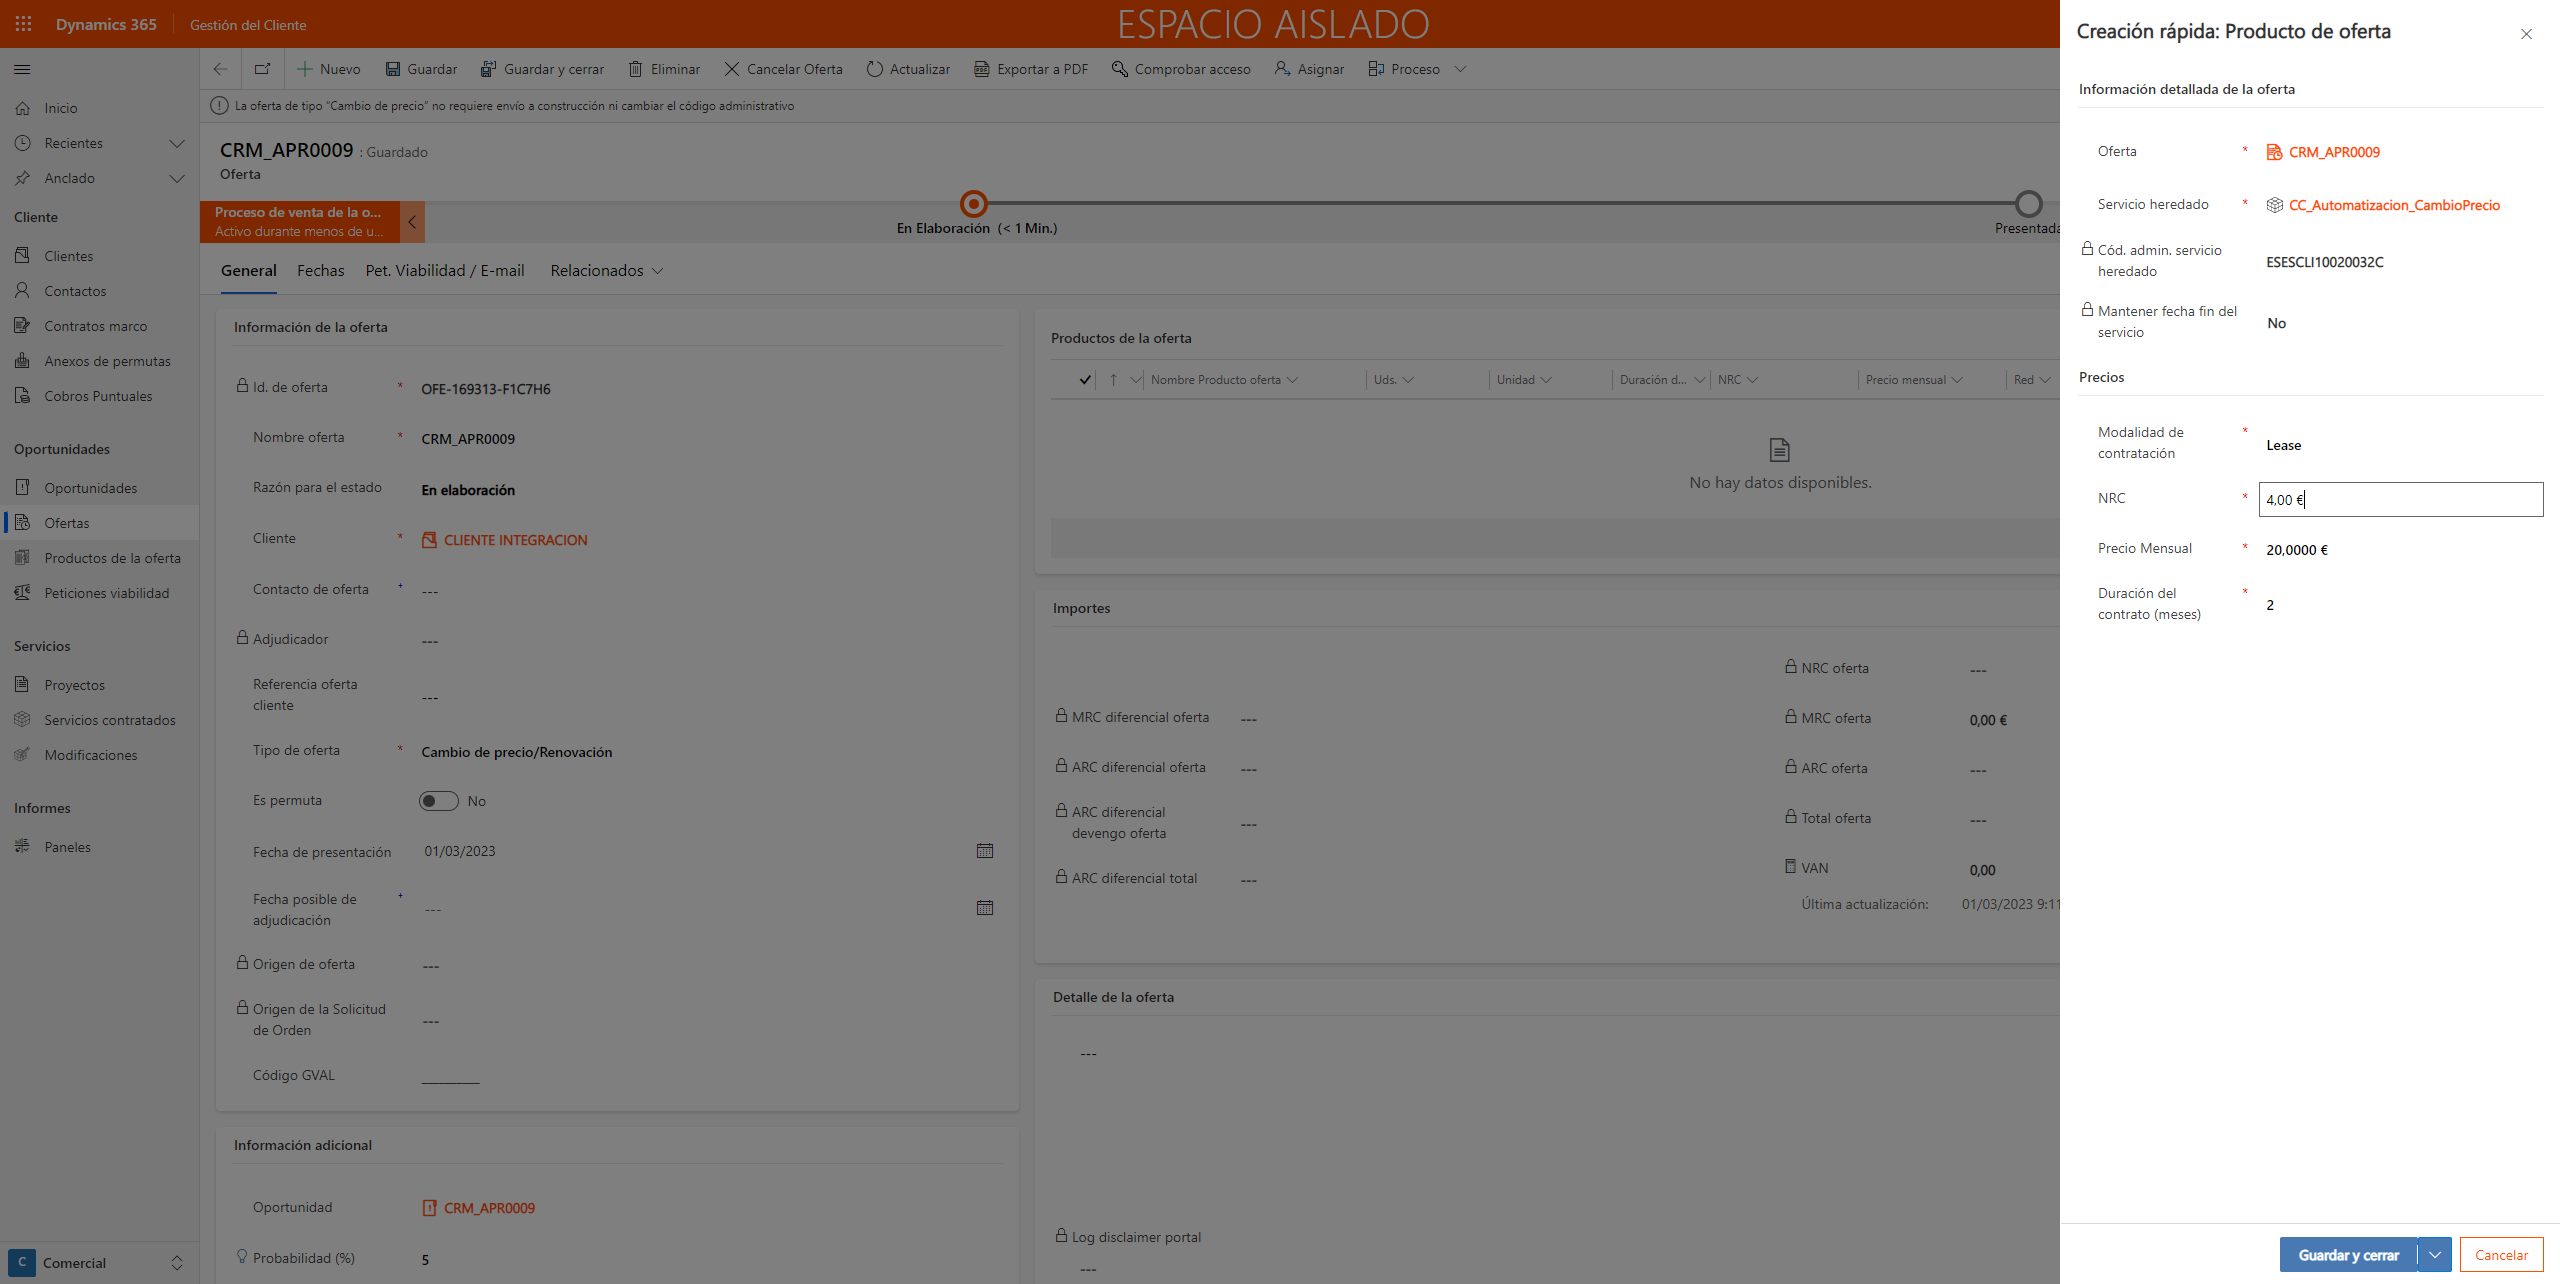 Dynamics 365
Gestión del Cliente
ESPACIO AISLADO
Nuevo
Guardar
Guardar y cerrar
Eliminar
Cancelar Oferta
Actualizar
Exportar a PDF
Comprobar acceso
Asignar
Proceso
La oferta de tipo "Cambio de precio" no requiere envío a construcción ni cambiar el código administrativo
Inicio
Recientes
Anclado
Cliente
Clientes
Contactos
Contratos marco
Anexos de permutas
Cobros Puntuales
Oportunidades
Oportunidades
Ofertas
Productos de la oferta
Peticiones viabilidad
Servicios
Proyectos
Servicios contratados
Modificaciones
Informes
Paneles
C Comercial
CRM_APR0009 : Guardado
Oferta
Proceso de venta de la o...
Activo durante menos de u...
En Elaboración (< 1 Min.)
Presentada
General
Fechas
Pet. Viabilidad / E-mail
Relacionados
Información de la oferta
Id. de oferta * OFE-169313-F1C7H6
Nombre oferta * CRM_APR0009
Razón para el estado En elaboración
Cliente * CLIENTE INTEGRACION
Contacto de oferta + ---
Adjudicador ---
Referencia oferta
cliente
---
Tipo de oferta * Cambio de precio/Renovación
Es permuta No
Fecha de presentación 01/03/2023
Fecha posible de
adjudicación
+ ---
Origen de oferta ---
Origen de la Solicitud
de Orden
---
Código GVAL __________
Información adicional
Oportunidad CRM_APR0009
Probabilidad (%) 5
Productos de la oferta
Nombre Producto oferta
Uds.
Unidad
Duración d...
NRC
Precio mensual
Red
No hay datos disponibles.
Importes
MRC diferencial oferta ---
ARC diferencial oferta ---
ARC diferencial
devengo oferta
---
ARC diferencial total ---
NRC oferta ---
MRC oferta 0,00 €
ARC oferta ---
Total oferta ---
VAN 0,00
Última actualización: 01/03/2023 9:11
Detalle de la oferta
---
Log disclaimer portal
---
Creación rápida: Producto de oferta
Información detallada de la oferta
Oferta * CRM_APR0009
Servicio heredado * CC_Automatizacion_CambioPrecio
Cód. admin. servicio
heredado
ESESCLI10020032C
Mantener fecha fin del
servicio
No
Precios
Modalidad de
contratación
* Lease
NRC * 4,00 €
Precio Mensual * 20,0000 €
Duración del
contrato (meses)
* 2
Guardar y cerrar
Cancelar